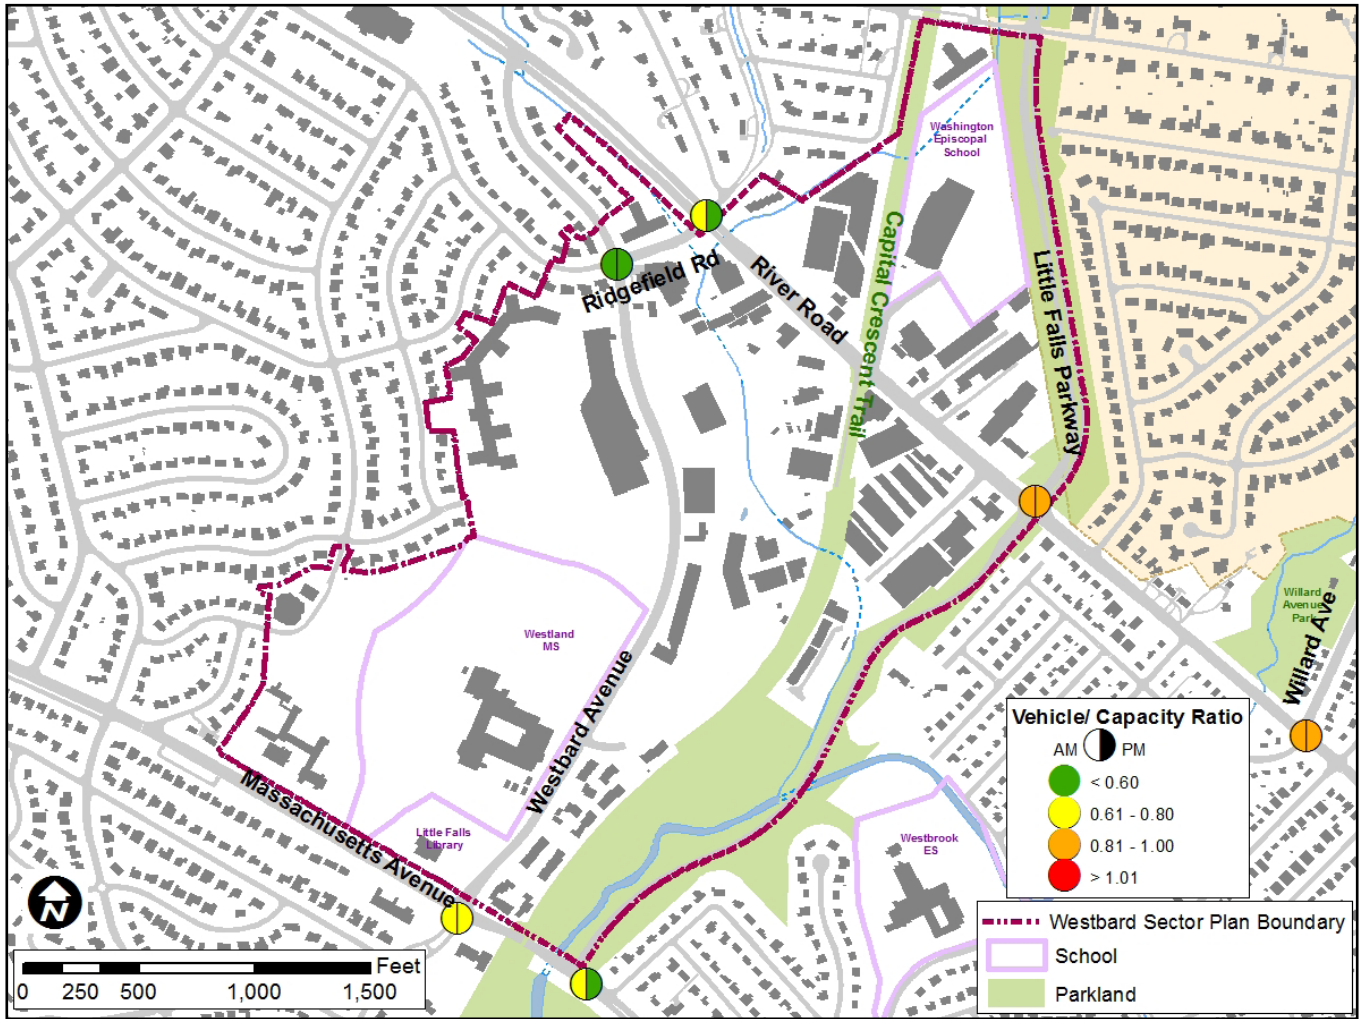 Washington
Episcopal
School
Capital Crescent Trail
Little Falls Parkway
River Road
Ridgefield Rd
Willard
Avenue
Park
Willard Ave
Westland
MS
Westbard Avenue
Massachusetts Avenue
Little Falls
Library
Westbrook
ES
Vehicle/ Capacity Ratio
AM PM
< 0.60
0.61 - 0.80
0.81 - 1.00
> 1.01
Westbard Sector Plan Boundary
School
Parkland
N
Feet
0 250 500 1,000 1,500